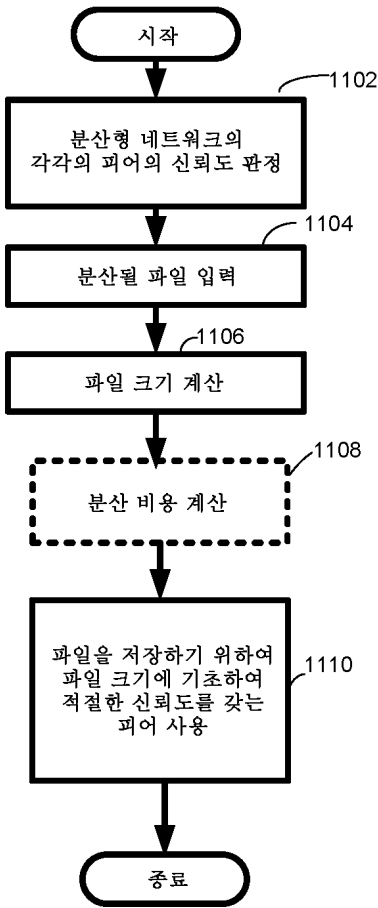 시작
1102
분산형 네트워크의
각각의 피어의 신뢰도 판정
1104
분산될 파일 입력
1106
파일 크기 계산
1108
분산 비용 계산
파일을 저장하기 위하여
파일 크기에 기초하여
적절한 신뢰도를 갖는
피어 사용
1110
종료